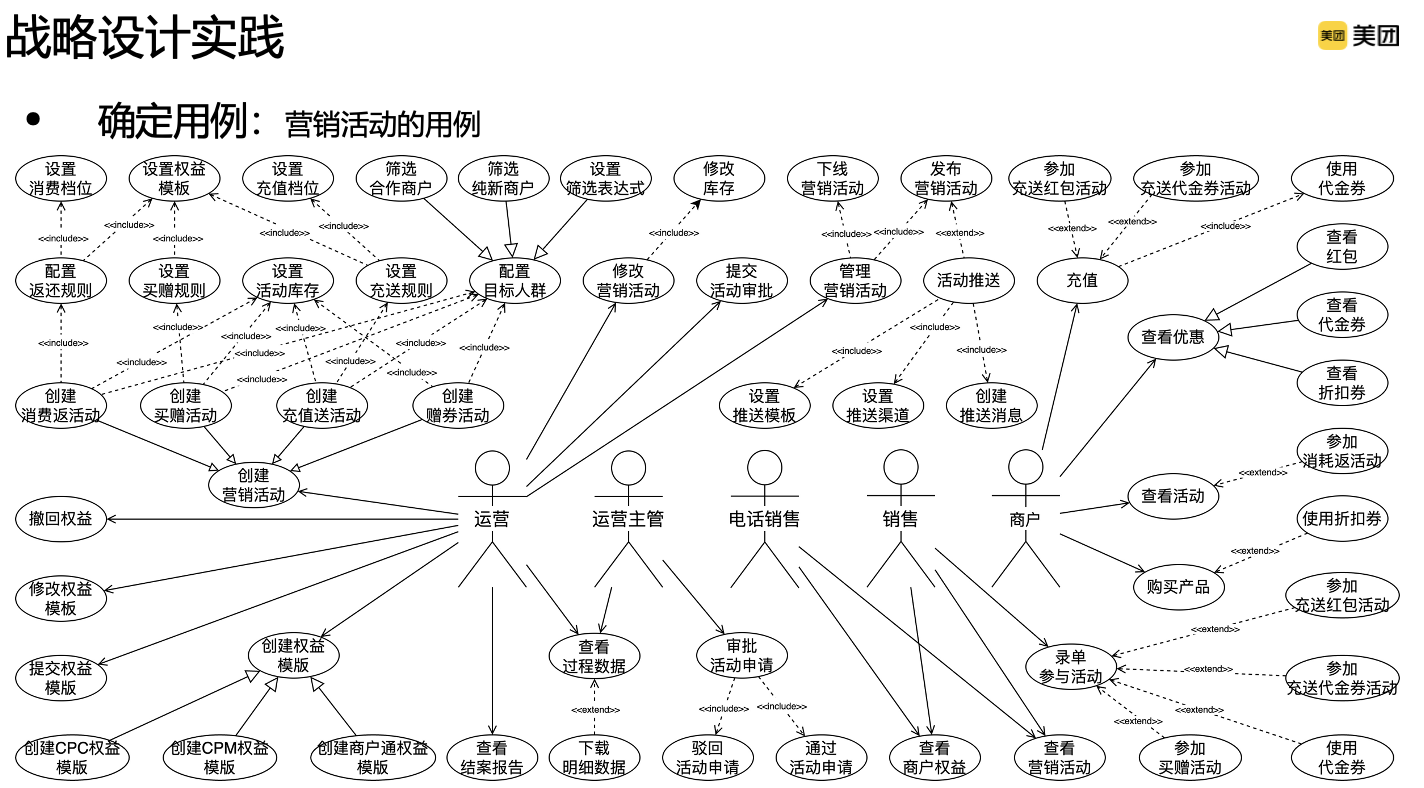 战略设计实践
美团 美团
• 确定用例：营销活动的用例
设置
消费档位
设置权益
模板
设置
充值档位
筛选
合作商户
筛选
纯新商户
设置
筛选表达式
修改
库存
下线
营销活动
发布
营销活动
参加
充送红包活动
参加
充送代金券活动
使用
代金券
<<include>>
<<include>>
<<include>>
<<include>>
<<include>>
<<include>>
<<include>>
<<include>>
<<extend>>
<<extend>>
<<extend>>
<<include>>
查看
红包
配置
返还规则
设置
买赠规则
设置
活动库存
设置
充送规则
配置
目标人群
修改
营销活动
提交
活动审批
管理
营销活动
活动推送
充值
查看
代金券
查看优惠
<<include>>
<<include>>
<<include>>
<<include>>
<<include>>
<<include>>
<<include>>
<<include>>
<<include>>
<<include>>
<<include>>
<<include>>
<<include>>
<<include>>
查看
折扣券
创建
消费返活动
创建
买赠活动
创建
充值送活动
创建
赠券活动
设置
推送模板
设置
推送渠道
创建
推送消息
参加
消耗返活动
<<extend>>
创建
营销活动
查看活动
撤回权益
运营
运营主管
电话销售
销售
商户
使用折扣券
<<extend>>
购买产品
修改权益
模板
参加
充送红包活动
<<extend>>
提交权益
模版
创建权益
模版
查看
过程数据
审批
活动申请
录单
参与活动
<<extend>>
参加
充送代金券活动
<<extend>>
<<include>>
<<include>>
<<extend>>
<<extend>>
创建CPC权益
模版
创建CPM权益
模版
创建商户通权益
模版
查看
结案报告
下载
明细数据
驳回
活动申请
通过
活动申请
查看
商户权益
查看
营销活动
参加
买赠活动
使用
代金券